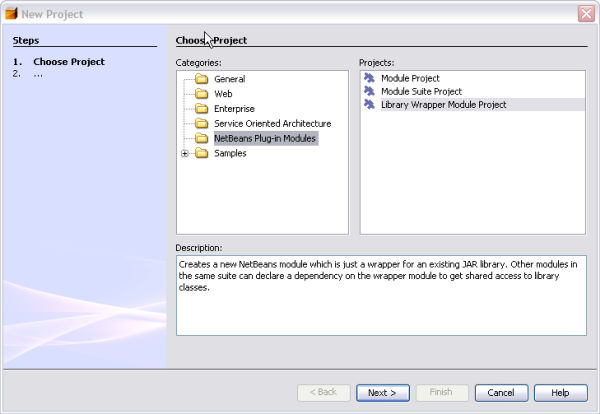 New Project
Steps
1. Choose Project
2. ...
Choose Project
Categories:
General
Web
Enterprise
Service Oriented Architecture
NetBeans Plug-in Modules
Samples
Projects:
Module Project
Module Suite Project
Library Wrapper Module Project
Description:
Creates a new NetBeans module which is just a wrapper for an existing JAR library. Other modules in
the same suite can declare a dependency on the wrapper module to get shared access to library
classes.
< Back
Next >
Finish
Cancel
Help